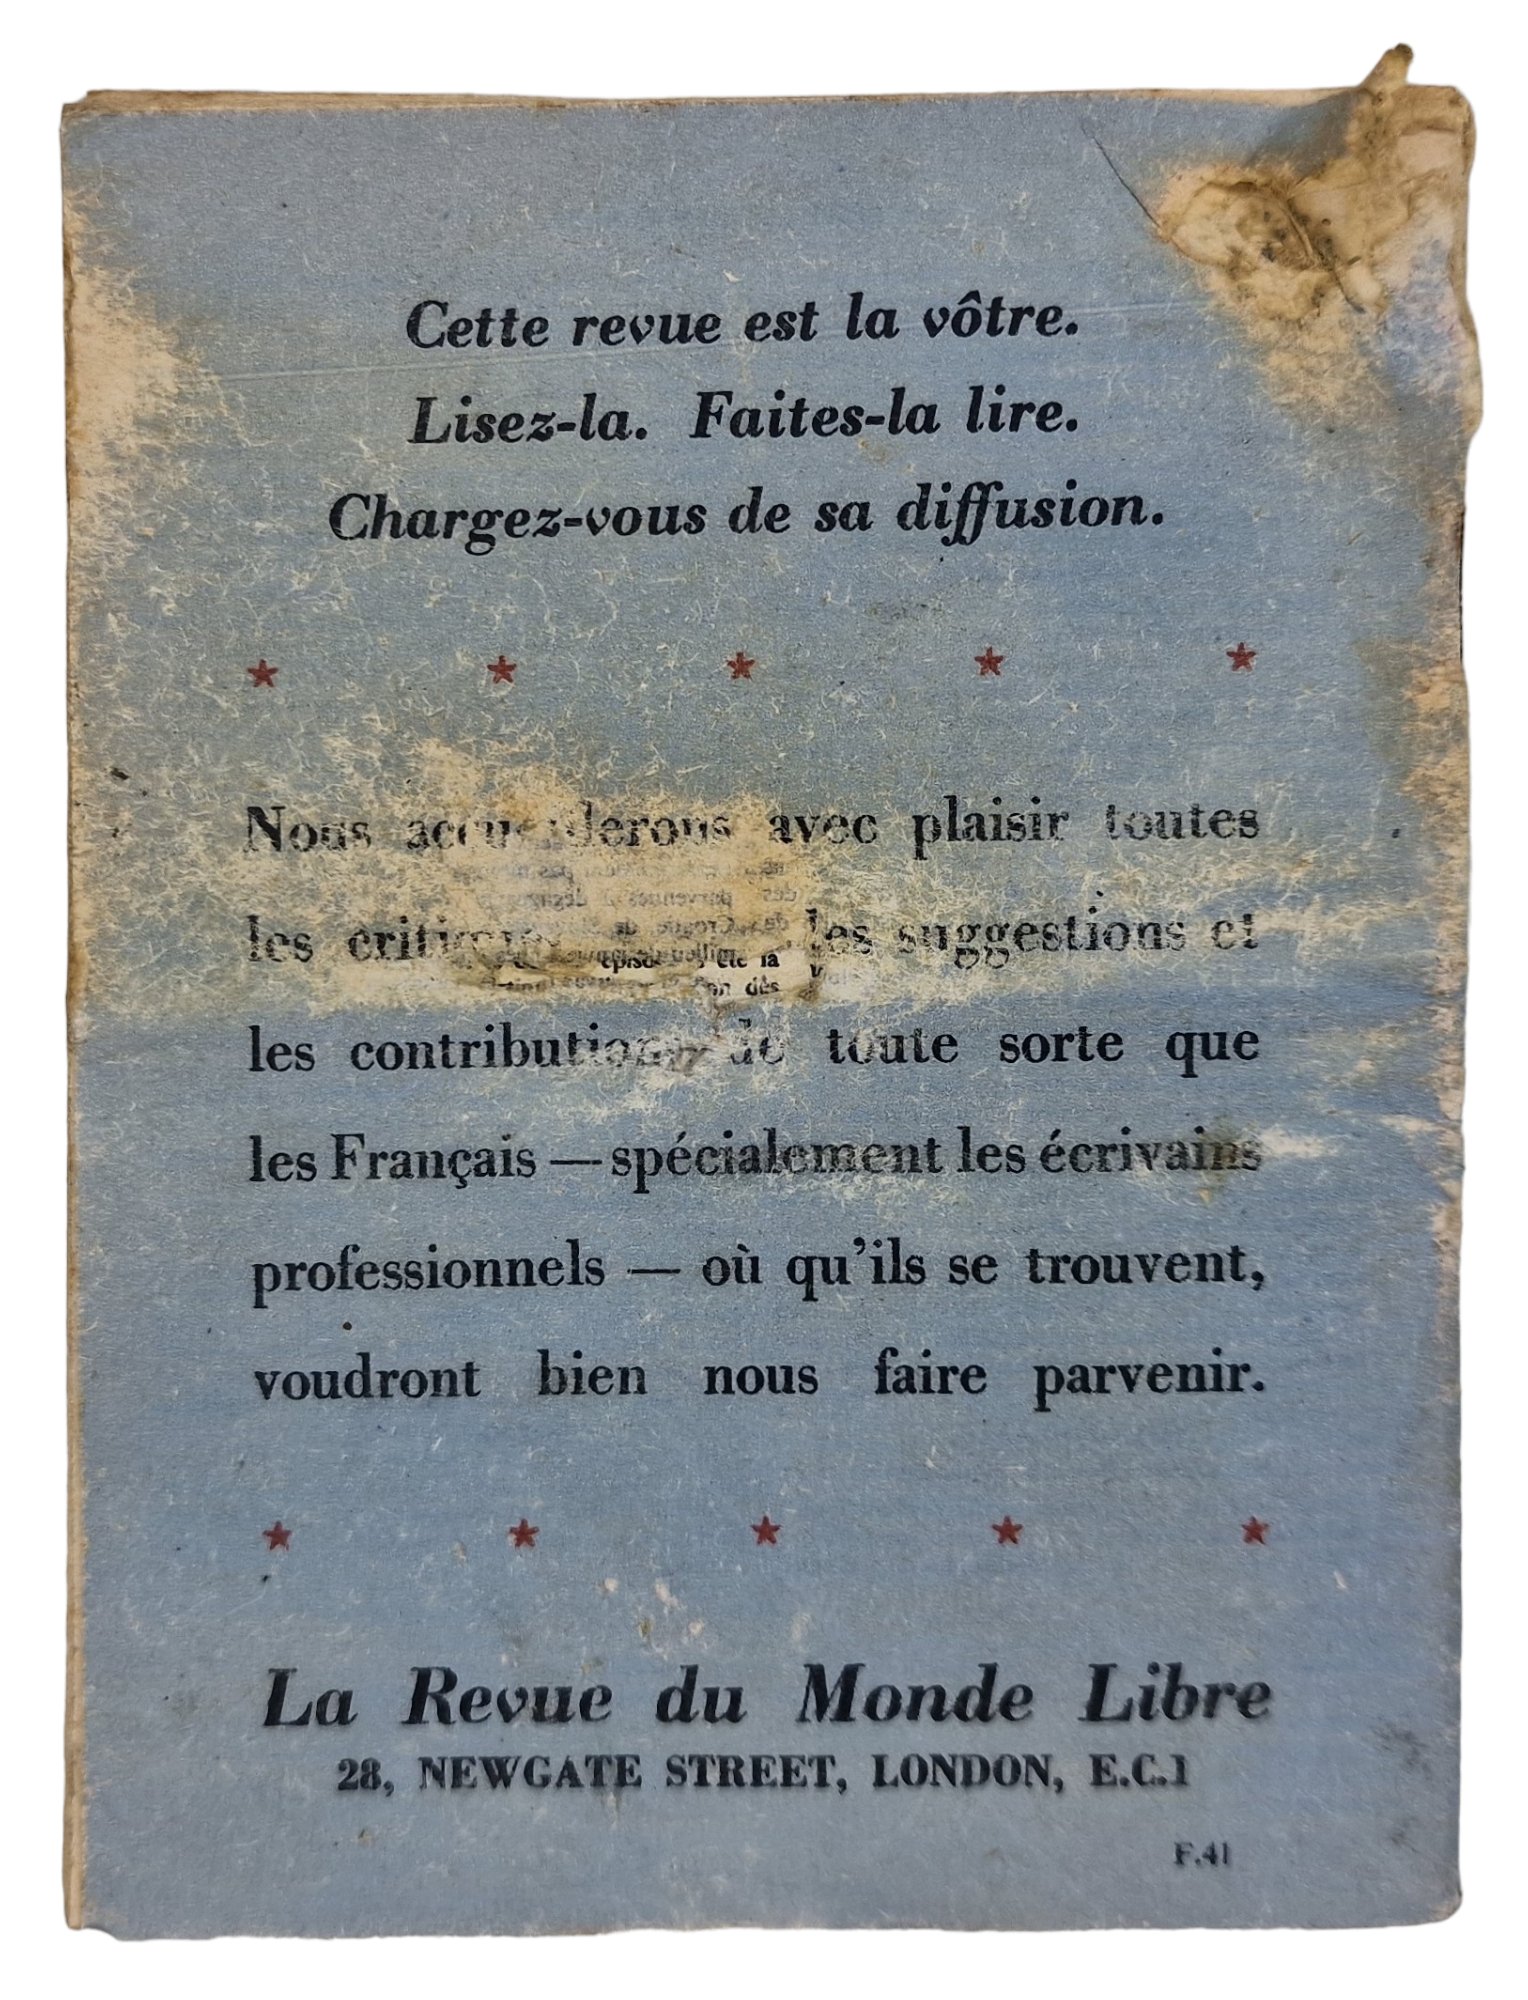 Cette revue est la vôtre.
Lisez-la. Faites-la lire.
Chargez-vous de sa diffusion.
Nous avec plaisir toutes
les les suggestions et
les contributions de toute sorte que
les Français — spécialement les écrivains
professionnels — où qu'ils se trouvent,
voudront bien nous faire parvenir.
La Revue du Monde Libre
28, NEWGATE STREET, LONDON, E.C.1
F.41